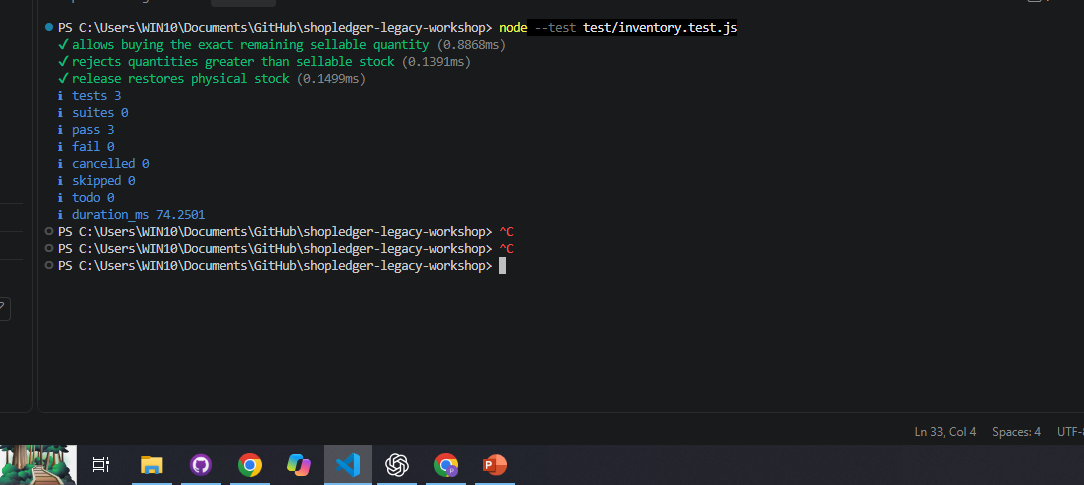 PS C:\Users\WIN10\Documents\GitHub\shopledger-legacy-workshop> node --test test/inventory.test.js
✓ allows buying the exact remaining sellable quantity (0.8868ms)
✓ rejects quantities greater than sellable stock (0.1391ms)
✓ release restores physical stock (0.1499ms)
ℹ tests 3
ℹ suites 0
ℹ pass 3
ℹ fail 0
ℹ cancelled 0
ℹ skipped 0
ℹ todo 0
ℹ duration_ms 74.2501
PS C:\Users\WIN10\Documents\GitHub\shopledger-legacy-workshop> ^C
PS C:\Users\WIN10\Documents\GitHub\shopledger-legacy-workshop> ^C
PS C:\Users\WIN10\Documents\GitHub\shopledger-legacy-workshop>
Ln 33, Col 4 Spaces: 4